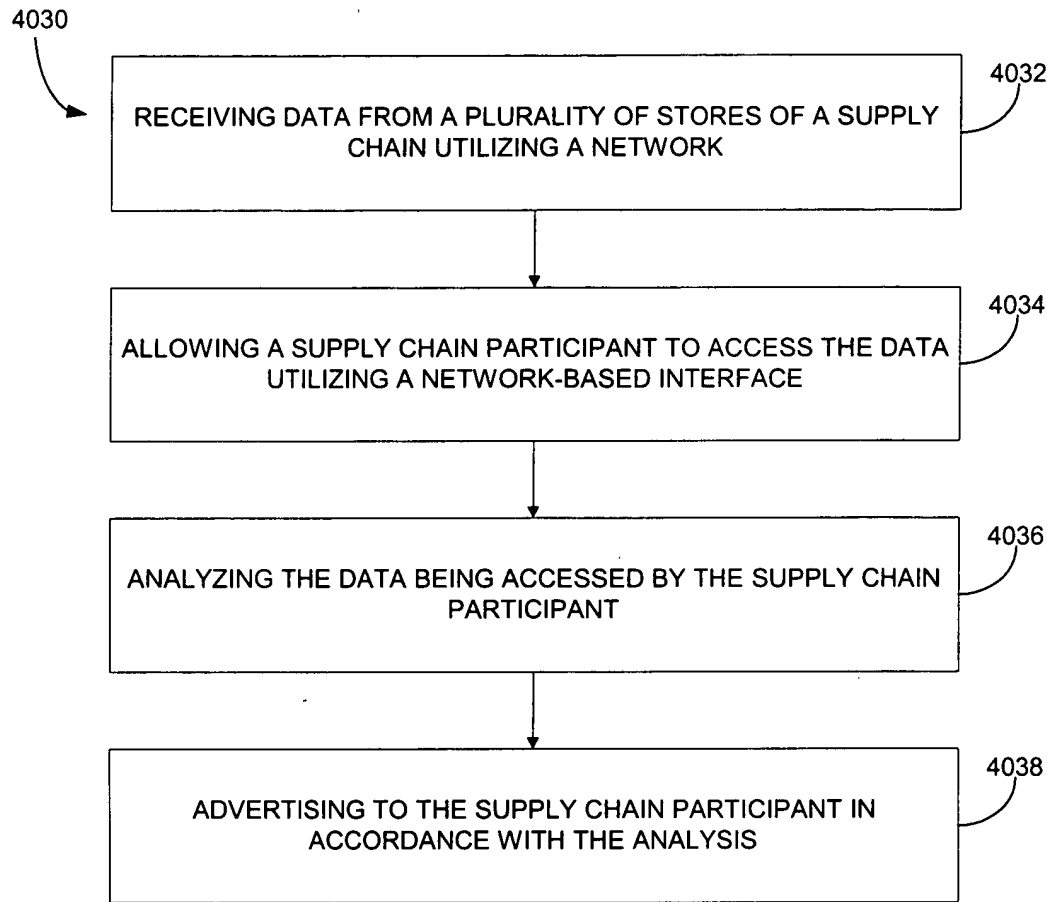 4030
4032
RECEIVING DATA FROM A PLURALITY OF STORES OF A SUPPLY
CHAIN UTILIZING A NETWORK
4034
ALLOWING A SUPPLY CHAIN PARTICIPANT TO ACCESS THE DATA
UTILIZING A NETWORK-BASED INTERFACE
4036
ANALYZING THE DATA BEING ACCESSED BY THE SUPPLY CHAIN
PARTICIPANT
4038
ADVERTISING TO THE SUPPLY CHAIN PARTICIPANT IN
ACCORDANCE WITH THE ANALYSIS